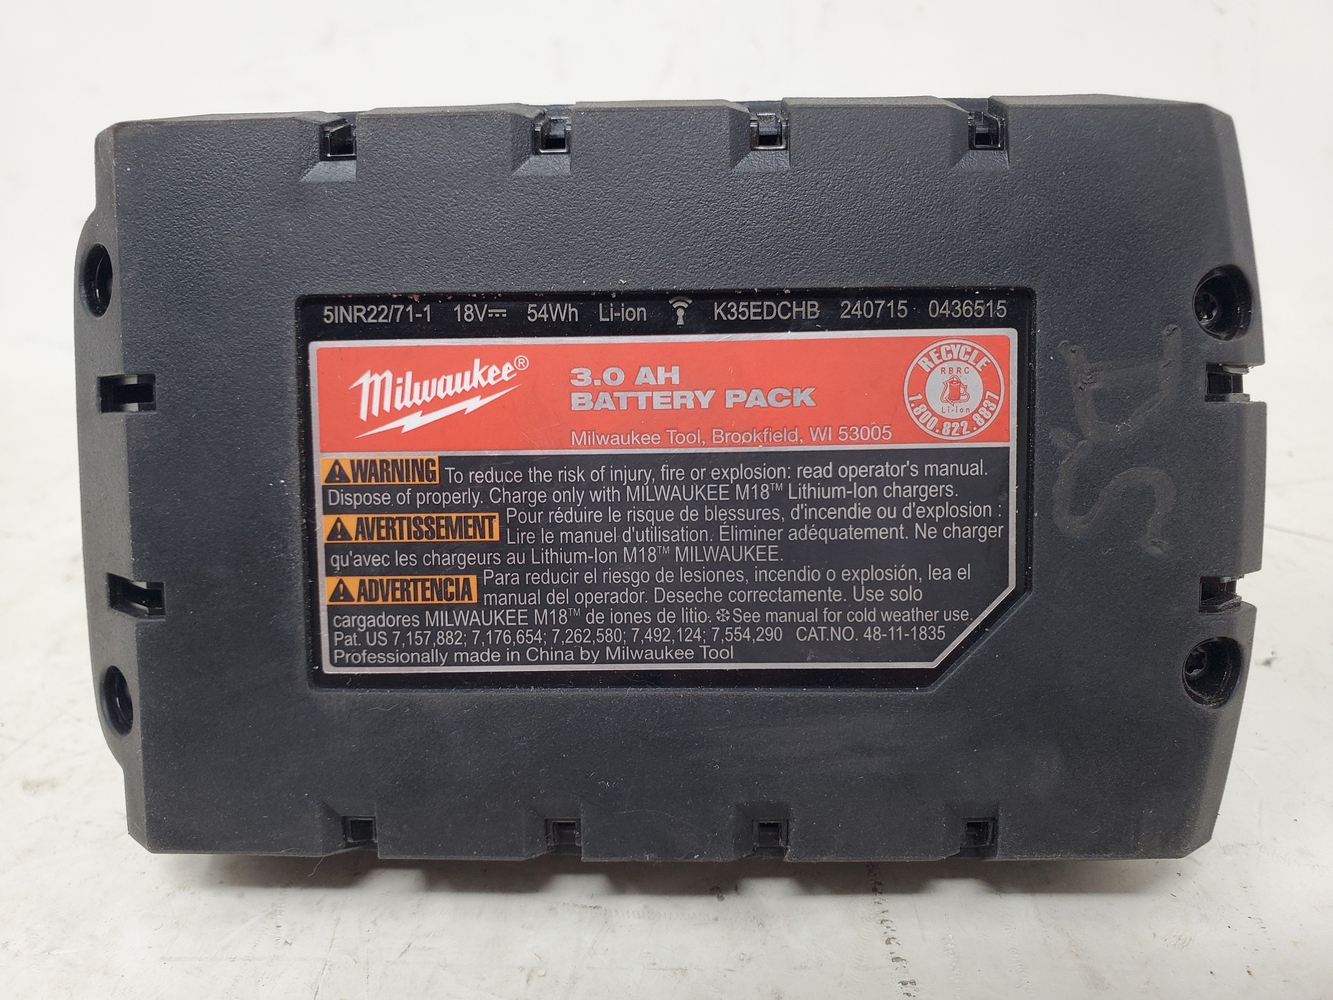 5INR22/71-1 18V⎓ 54Wh Li-ion K35EDCHB 240715 0436515
Milwaukee®
3.0 AH
BATTERY PACK
Milwaukee Tool, Brookfield, WI 53005
RECYCLE
RBRC
Li-ion
1.800.822.8837
⚠WARNING To reduce the risk of injury, fire or explosion: read operator's manual.
Dispose of properly. Charge only with MILWAUKEE M18™ Lithium-Ion chargers.
⚠AVERTISSEMENT Pour réduire le risque de blessures, d'incendie ou d'explosion :
Lire le manuel d'utilisation. Éliminer adéquatement. Ne charger
qu'avec les chargeurs au Lithium-Ion M18™ MILWAUKEE.
⚠ADVERTENCIA Para reducir el riesgo de lesiones, incendio o explosión, lea el
manual del operador. Deseche correctamente. Use solo
cargadores MILWAUKEE M18™ de iones de litio. ❄See manual for cold weather use.
Pat. US 7,157,882; 7,176,654; 7,262,580; 7,492,124; 7,554,290 CAT.NO. 48-11-1835
Professionally made in China by Milwaukee Tool